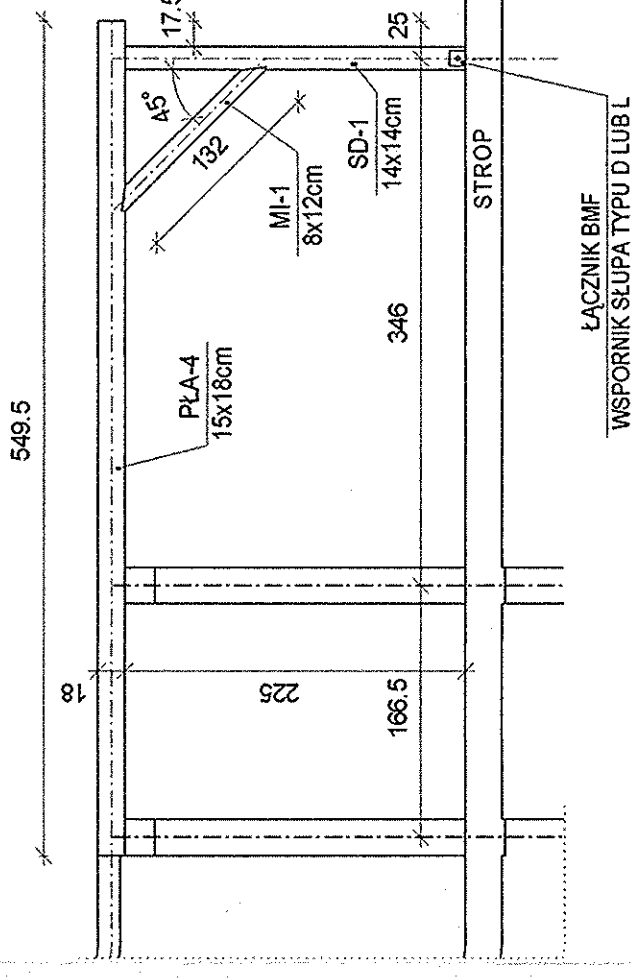 549.5
17.5
45°
132
MI-1
8x12cm
SD-1
14x14cm
25
PŁA-4
15x18cm
346
STROP
18
225
166.5
ŁĄCZNIK BMF
WSPORNIK SŁUPA TYPU D LUB L